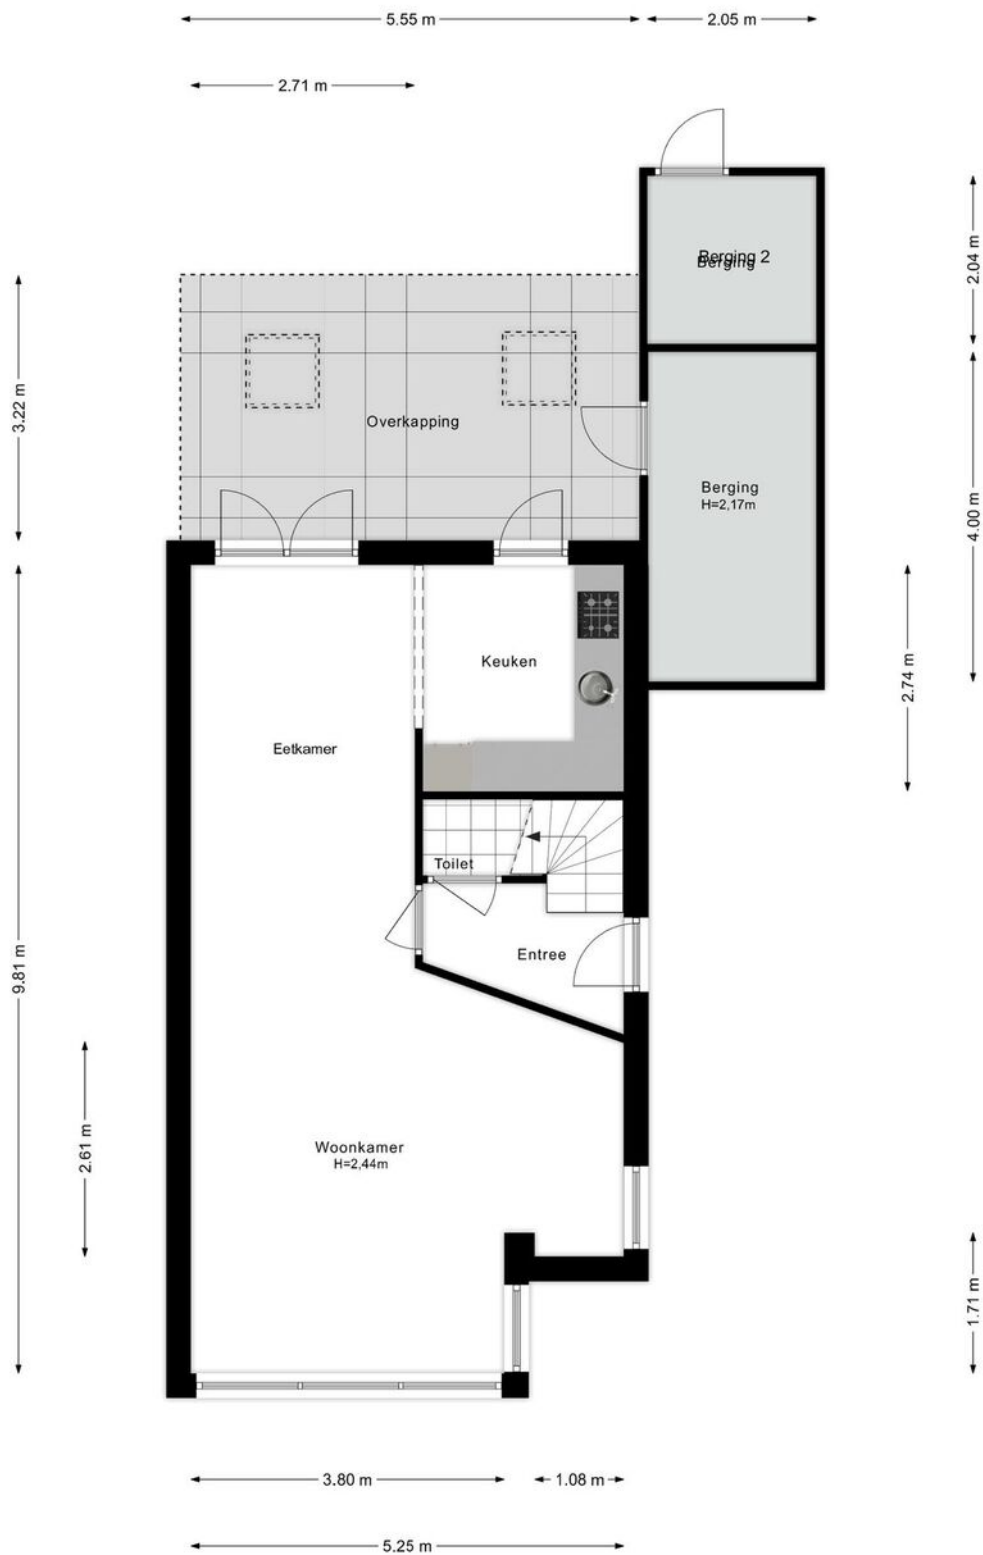 5.55 m
2.05 m
2.71 m
2.04 m
Berging 2
Berging
3.22 m
Overkapping
4.00 m
Berging
H=2,17m
2.74 m
Keuken
Eetkamer
Toilet
Entree
9.81 m
2.61 m
Woonkamer
H=2,44m
1.71 m
3.80 m
1.08 m
5.25 m